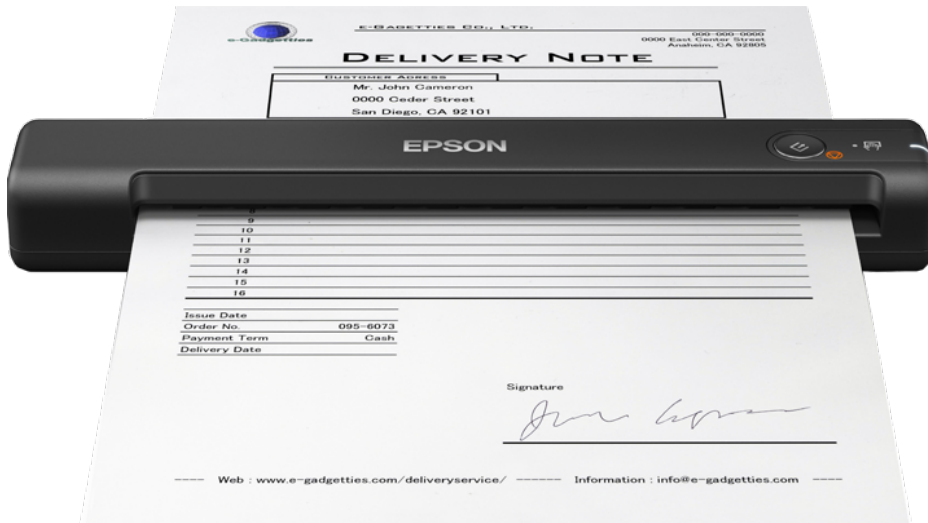 e-Gadgetties
e-Gagetties Co., Ltd.
000-000-0000
0000 East Center Street
Anaheim, CA 92805
Delivery Note
Customer Adress
Mr. John Cameron
0000 Ceder Street
San Diego, CA 92101
EPSON
9
10
11
12
13
14
15
16
Issue Date
Order No. 095-6073
Payment Term Cash
Delivery Date
Signature
Web : www.e-gadgetties.com/deliveryservice/ Information : info@e-gadgetties.com